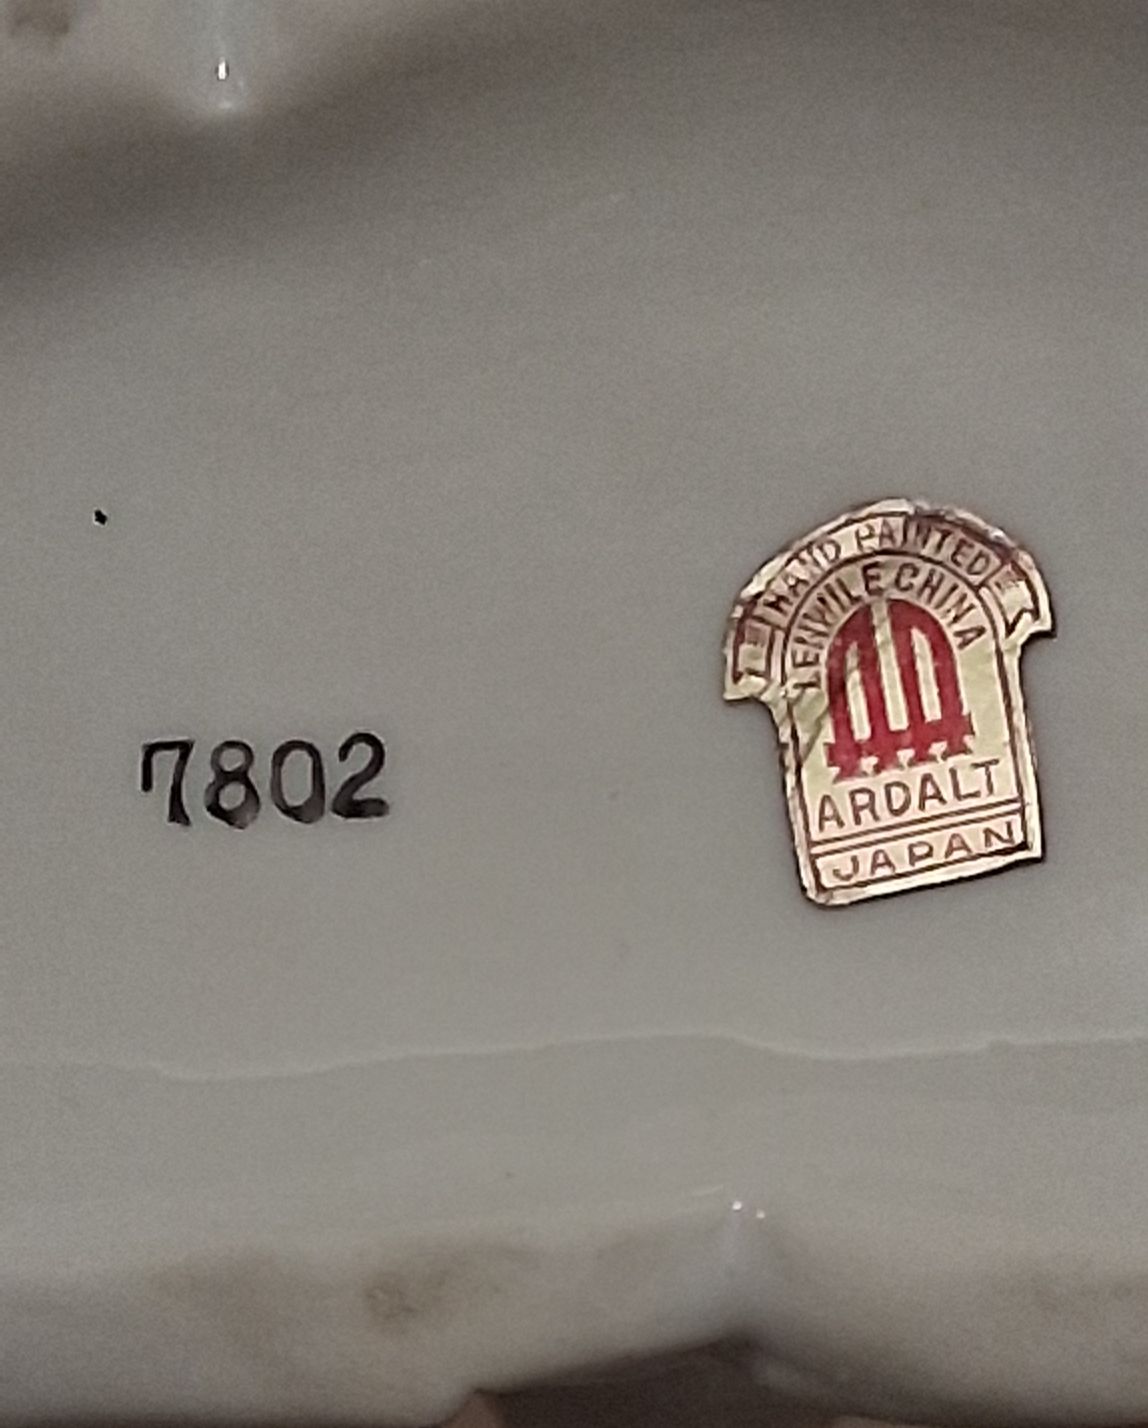 HAND PAINTED
LENWILE CHINA
ARDALT
JAPAN
7802